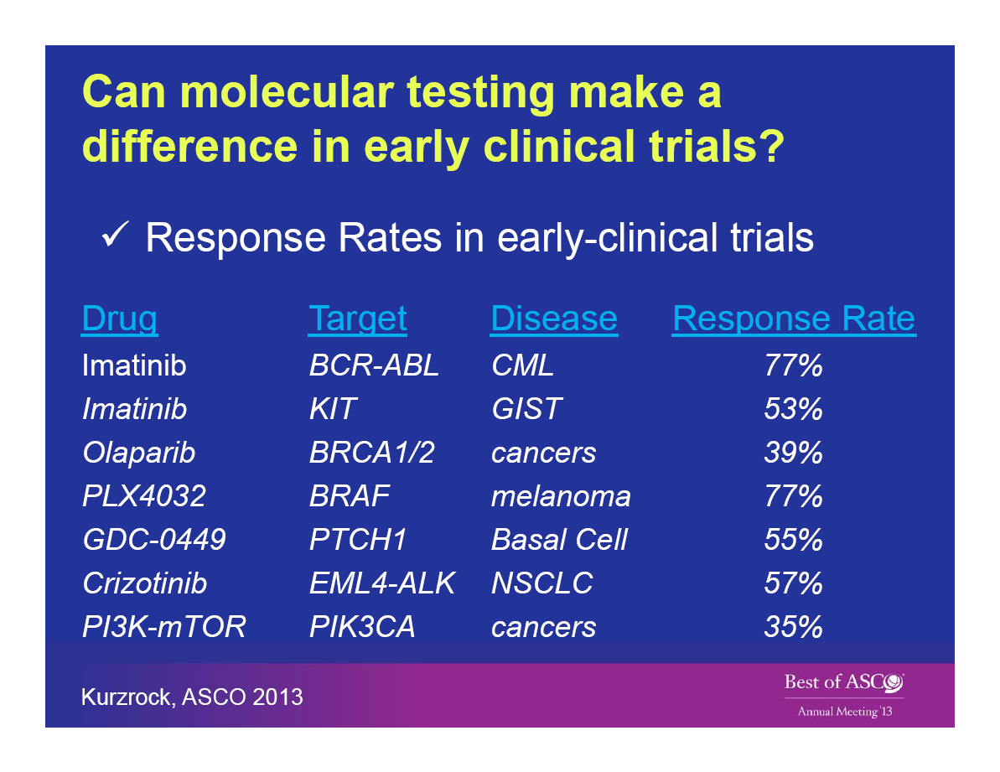 Can molecular testing make a
difference in early clinical trials?
✓ Response Rates in early-clinical trials
Drug Target Disease Response Rate
Imatinib BCR-ABL CML 77%
Imatinib KIT GIST 53%
Olaparib BRCA1/2 cancers 39%
PLX4032 BRAF melanoma 77%
GDC-0449 PTCH1 Basal Cell 55%
Crizotinib EML4-ALK NSCLC 57%
PI3K-mTOR PIK3CA cancers 35%
Kurzrock, ASCO 2013
Best of ASCO®
Annual Meeting '13